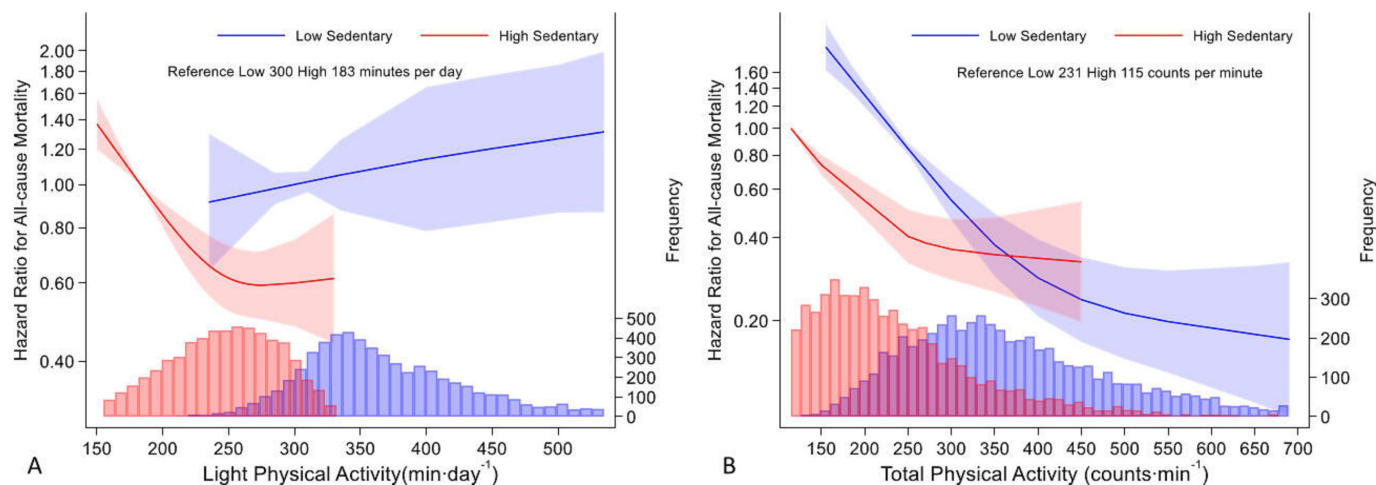 Low Sedentary High Sedentary
Reference Low 300 High 183 minutes per day
Hazard Ratio for All-cause Mortality
2.00
1.80
1.60
1.40
1.20
1.00
0.80
0.60
0.40
Frequency
500
400
300
200
100
0
150 200 250 300 350 400 450 500
Light Physical Activity(min·day⁻¹)
A
Low Sedentary High Sedentary
Reference Low 231 High 115 counts per minute
Hazard Ratio for All-cause Mortality
1.60
1.40
1.20
1.00
0.80
0.60
0.40
0.20
Frequency
300
200
100
0
150 200 250 300 350 400 450 500 550 600 650 700
Total Physical Activity (counts·min⁻¹)
B